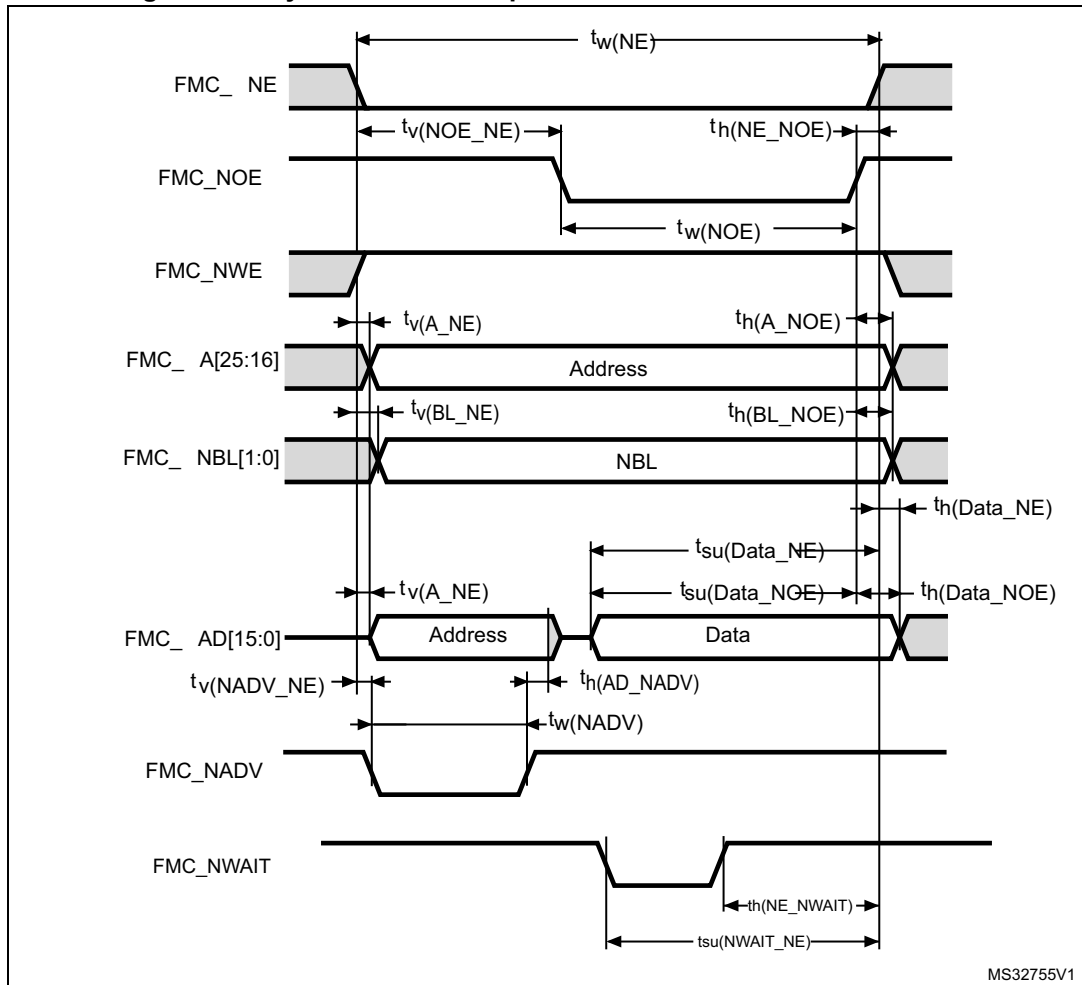 tw(NE)
FMC_ NE
tv(NOE_NE)
th(NE_NOE)
FMC_NOE
tw(NOE)
FMC_NWE
tv(A_NE)
th(A_NOE)
FMC_ A[25:16]
Address
tv(BL_NE)
th(BL_NOE)
FMC_ NBL[1:0]
NBL
th(Data_NE)
tsu(Data_NE)
tv(A_NE)
tsu(Data_NOE)
th(Data_NOE)
FMC_ AD[15:0]
Address
Data
tv(NADV_NE)
th(AD_NADV)
tw(NADV)
FMC_NADV
FMC_NWAIT
th(NE_NWAIT)
tsu(NWAIT_NE)
MS32755V1